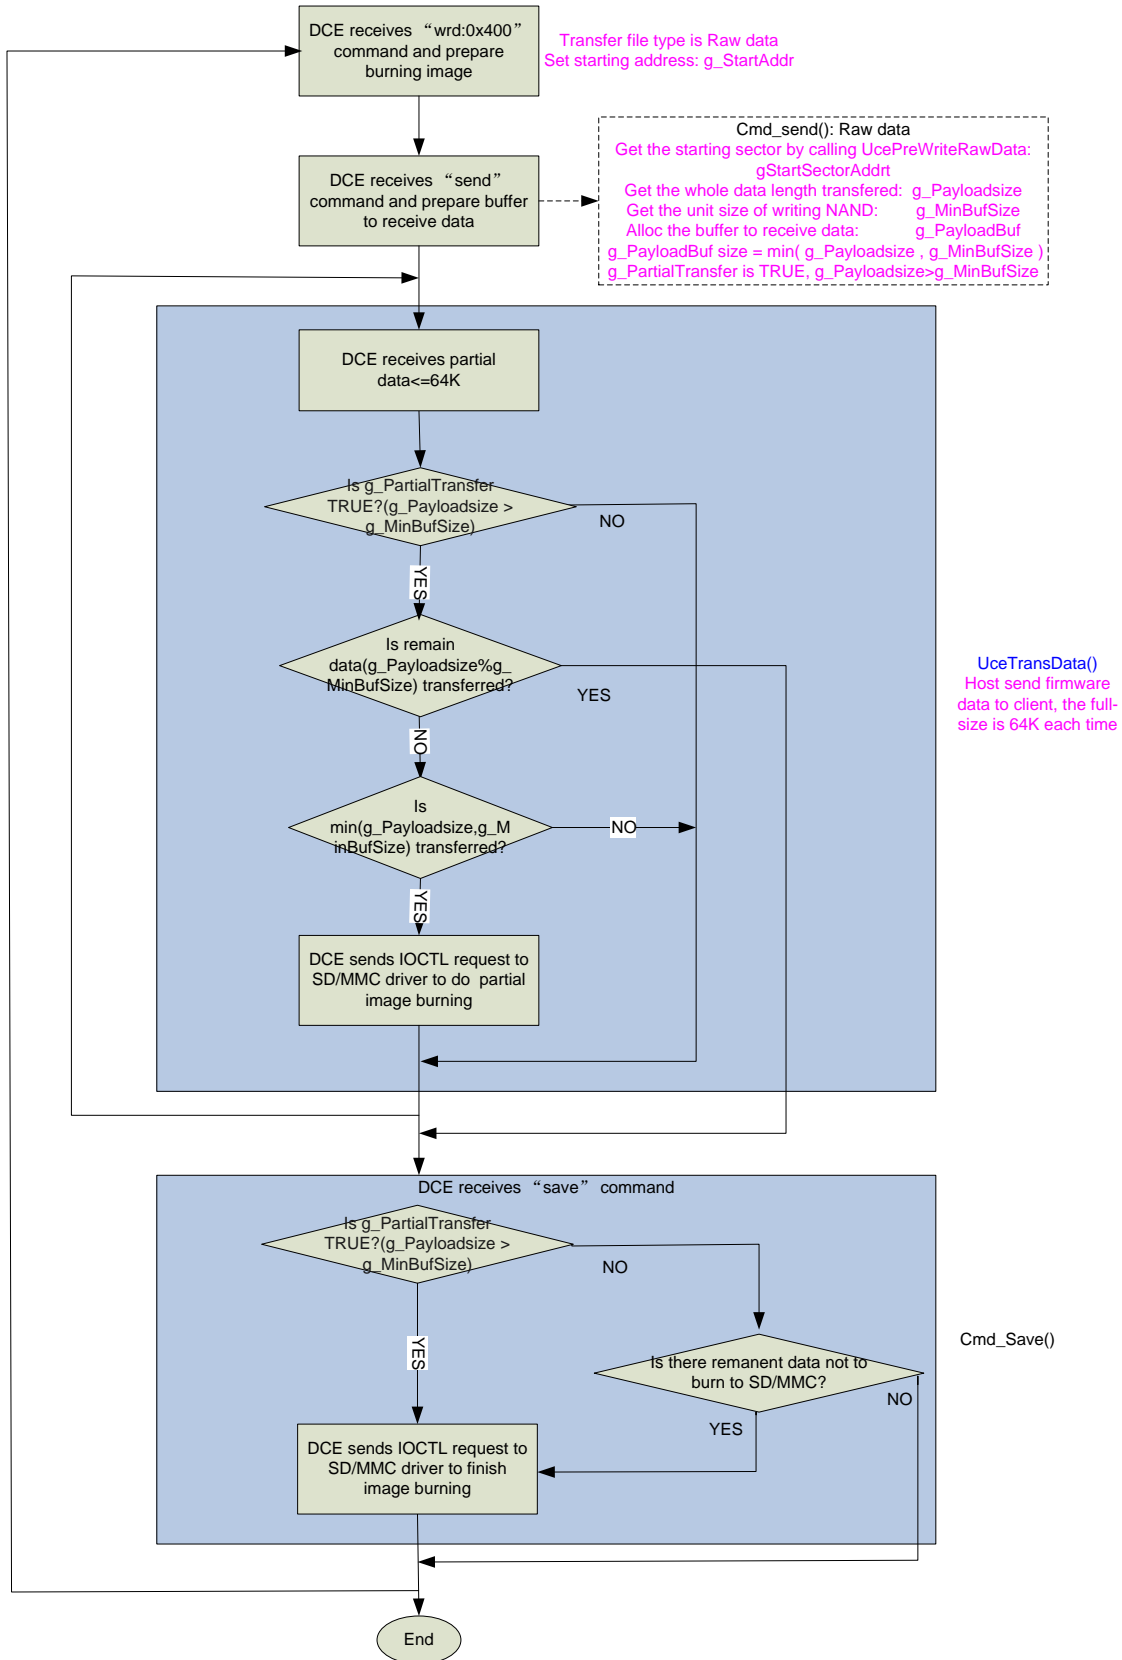 DCE receives “wrd:0x400”
command and prepare
burning image
Transfer file type is Raw data
Set starting address: g_StartAddr
Cmd_send(): Raw data
Get the starting sector by calling UcePreWriteRawData:
gStartSectorAddrt
Get the whole data length transfered: g_Payloadsize
Get the unit size of writing NAND: g_MinBufSize
Alloc the buffer to receive data: g_PayloadBuf
g_PayloadBuf size = min( g_Payloadsize , g_MinBufSize )
g_PartialTransfer is TRUE, g_Payloadsize>g_MinBufSize
DCE receives “send”
command and prepare buffer
to receive data
DCE receives partial
data<=64K
Is g_PartialTransfer
TRUE?(g_Payloadsize >
g_MinBufSize)
NO
YES
Is remain
data(g_Payloadsize%g_
MinBufSize) transferred?
YES
NO
UceTransData()
Host send firmware
data to client, the full-
size is 64K each time
Is
min(g_Payloadsize,g_M
inBufSize) transferred?
NO
YES
DCE sends IOCTL request to
SD/MMC driver to do partial
image burning
DCE receives “save” command
Is g_PartialTransfer
TRUE?(g_Payloadsize >
g_MinBufSize)
NO
YES
Cmd_Save()
Is there remanent data not to
burn to SD/MMC?
NO
YES
DCE sends IOCTL request to
SD/MMC driver to finish
image burning
End